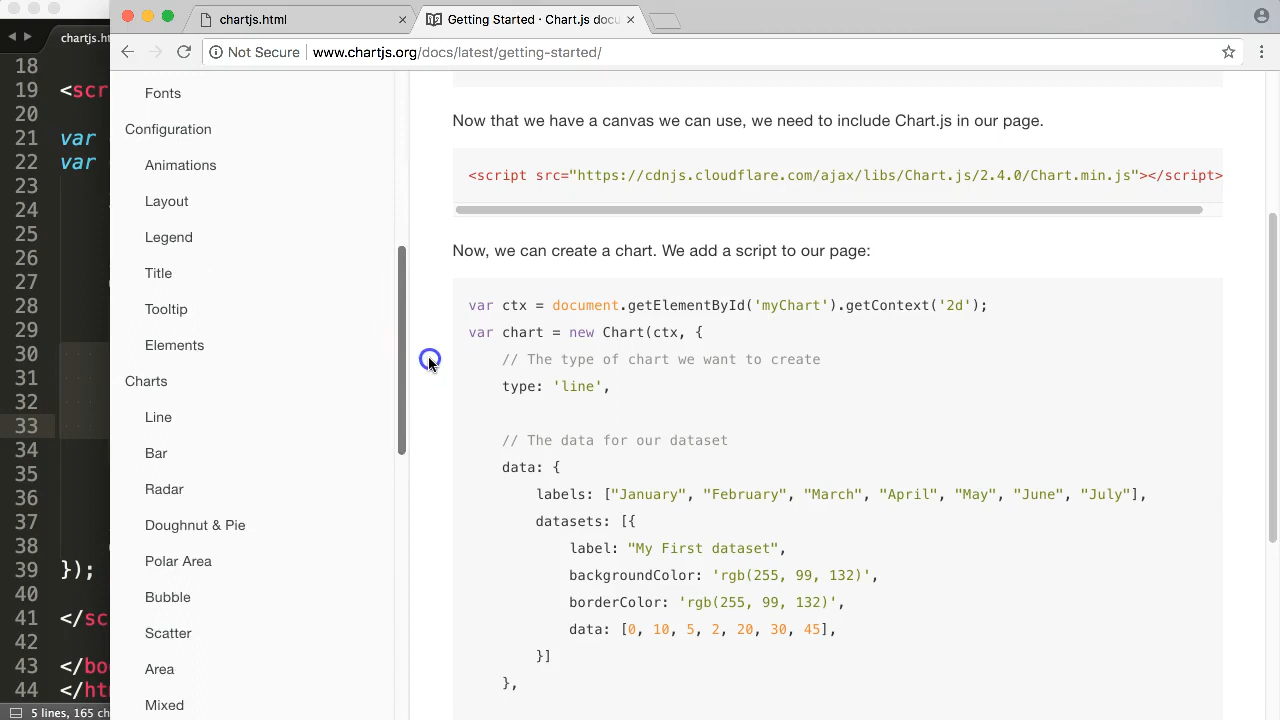 chartjs.html
Getting Started · Chart.js docu
Not Secure
www.chartjs.org/docs/latest/getting-started/
chartjs.ht
18
19 <scr
20
21 var
22 var
23
24
25
26
27
28
29
30
31
32
33
34
35
36
37
38
39 });
40
41 </sc
42
43 </bo
44 </ht
5 lines, 165 ch
Fonts
Configuration
Animations
Layout
Legend
Title
Tooltip
Elements
Charts
Line
Bar
Radar
Doughnut & Pie
Polar Area
Bubble
Scatter
Area
Mixed
Now that we have a canvas we can use, we need to include Chart.js in our page.
<script src="https://cdnjs.cloudflare.com/ajax/libs/Chart.js/2.4.0/Chart.min.js"></script>
Now, we can create a chart. We add a script to our page:
var ctx = document.getElementById('myChart').getContext('2d');
var chart = new Chart(ctx, {
// The type of chart we want to create
type: 'line',
// The data for our dataset
data: {
labels: ["January", "February", "March", "April", "May", "June", "July"],
datasets: [{
label: "My First dataset",
backgroundColor: 'rgb(255, 99, 132)',
borderColor: 'rgb(255, 99, 132)',
data: [0, 10, 5, 2, 20, 30, 45],
}]
},